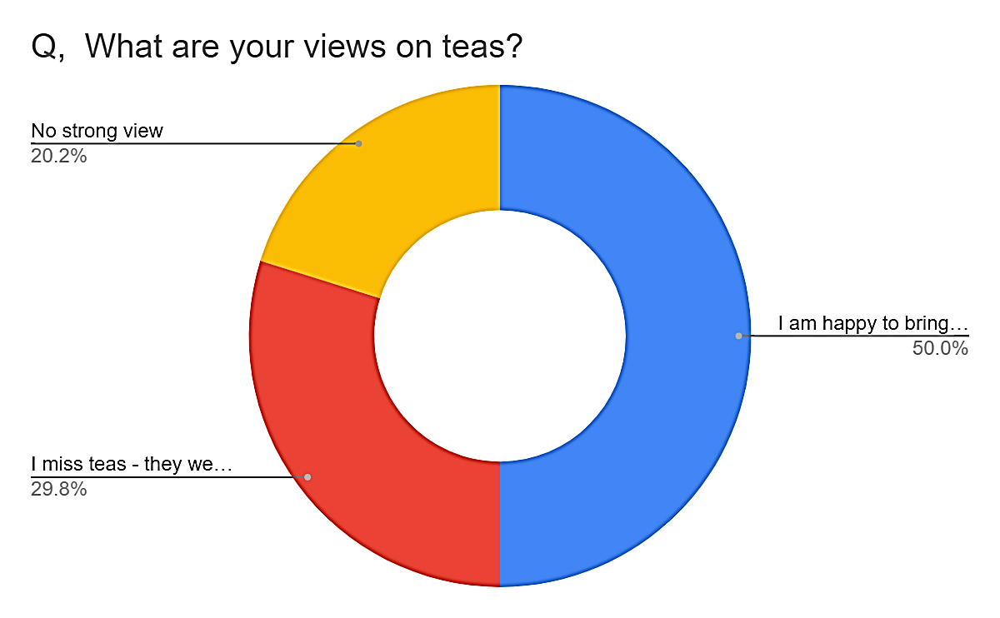 Q,  What are your views on teas?
No strong view
20.2%
I am happy to bring…
50.0%
I miss teas - they we…
29.8%